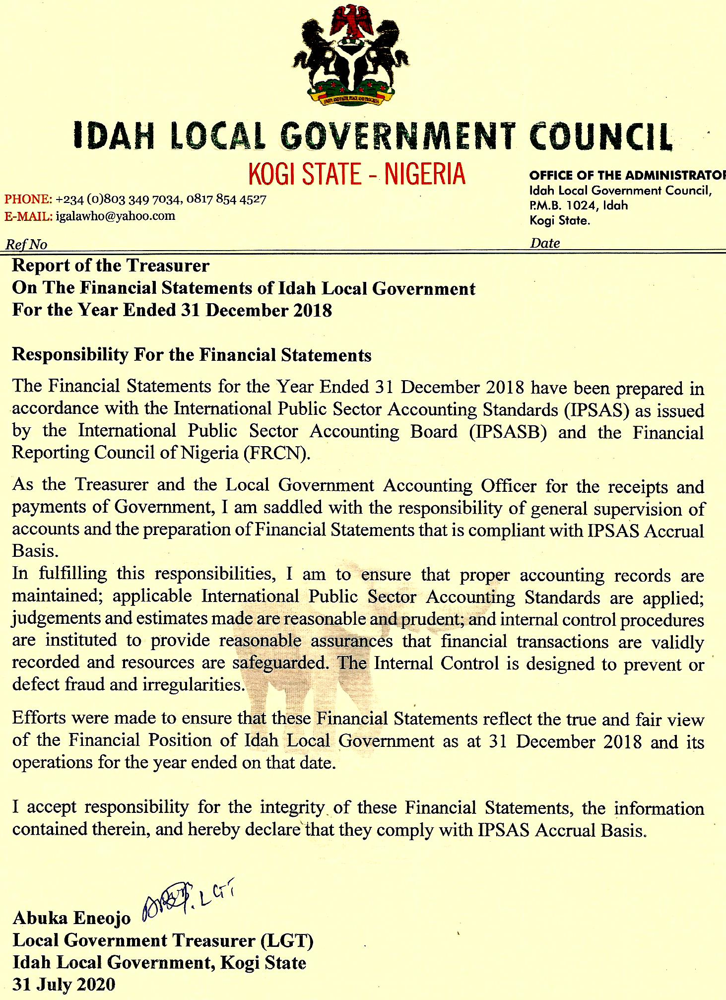 UNITY AND FAITH, PEACE AND PROGRESS
IDAH LOCAL GOVERNMENT COUNCIL
KOGI STATE - NIGERIA
PHONE: +234 (0)803 349 7034, 0817 854 4527
E-MAIL: igalawho@yahoo.com
OFFICE OF THE ADMINISTRATOR
Idah Local Government Council,
P.M.B. 1024, Idah
Kogi State.
Ref No
Date
Report of the Treasurer
On The Financial Statements of Idah Local Government
For the Year Ended 31 December 2018
Responsibility For the Financial Statements
The Financial Statements for the Year Ended 31 December 2018 have been prepared in
accordance with the International Public Sector Accounting Standards (IPSAS) as issued
by the International Public Sector Accounting Board (IPSASB) and the Financial
Reporting Council of Nigeria (FRCN).
As the Treasurer and the Local Government Accounting Officer for the receipts and
payments of Government, I am saddled with the responsibility of general supervision of
accounts and the preparation of Financial Statements that is compliant with IPSAS Accrual
Basis.
In fulfilling this responsibilities, I am to ensure that proper accounting records are
maintained; applicable International Public Sector Accounting Standards are applied;
judgements and estimates made are reasonable and prudent; and internal control procedures
are instituted to provide reasonable assurances that financial transactions are validly
recorded and resources are safeguarded. The Internal Control is designed to prevent or
defect fraud and irregularities.
Efforts were made to ensure that these Financial Statements reflect the true and fair view
of the Financial Position of Idah Local Government as at 31 December 2018 and its
operations for the year ended on that date.
I accept responsibility for the integrity of these Financial Statements, the information
contained therein, and hereby declare that they comply with IPSAS Accrual Basis.
LGT
Abuka Eneojo
Local Government Treasurer (LGT)
Idah Local Government, Kogi State
31 July 2020